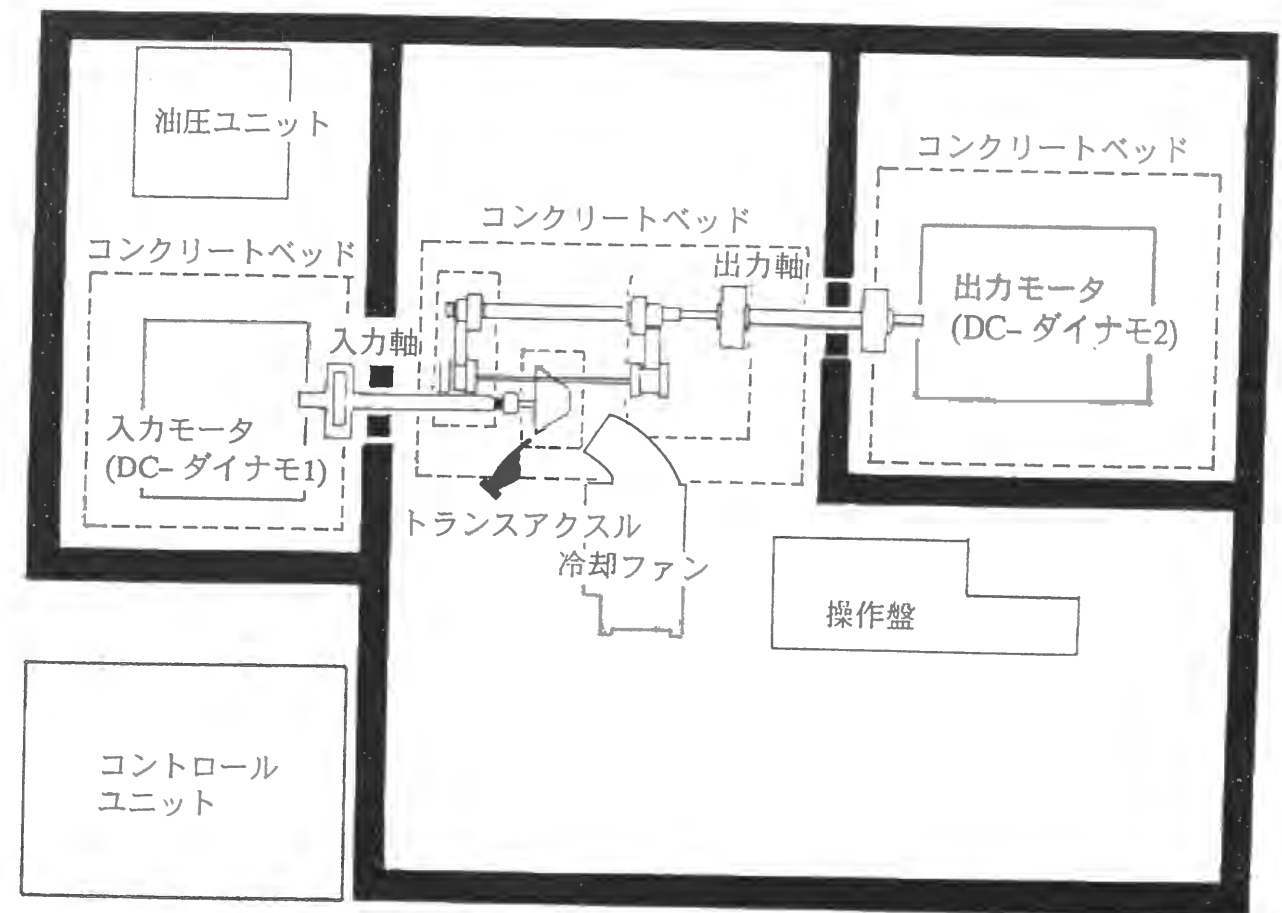 油圧ユニット
コンクリートベッド
コンクリートベッド
コンクリートベッド
出力軸
出力モータ
(DC-ダイナモ2)
入力軸
入力モータ
(DC-ダイナモ1)
トランスアクスル
冷却ファン
操作盤
コントロール
ユニット